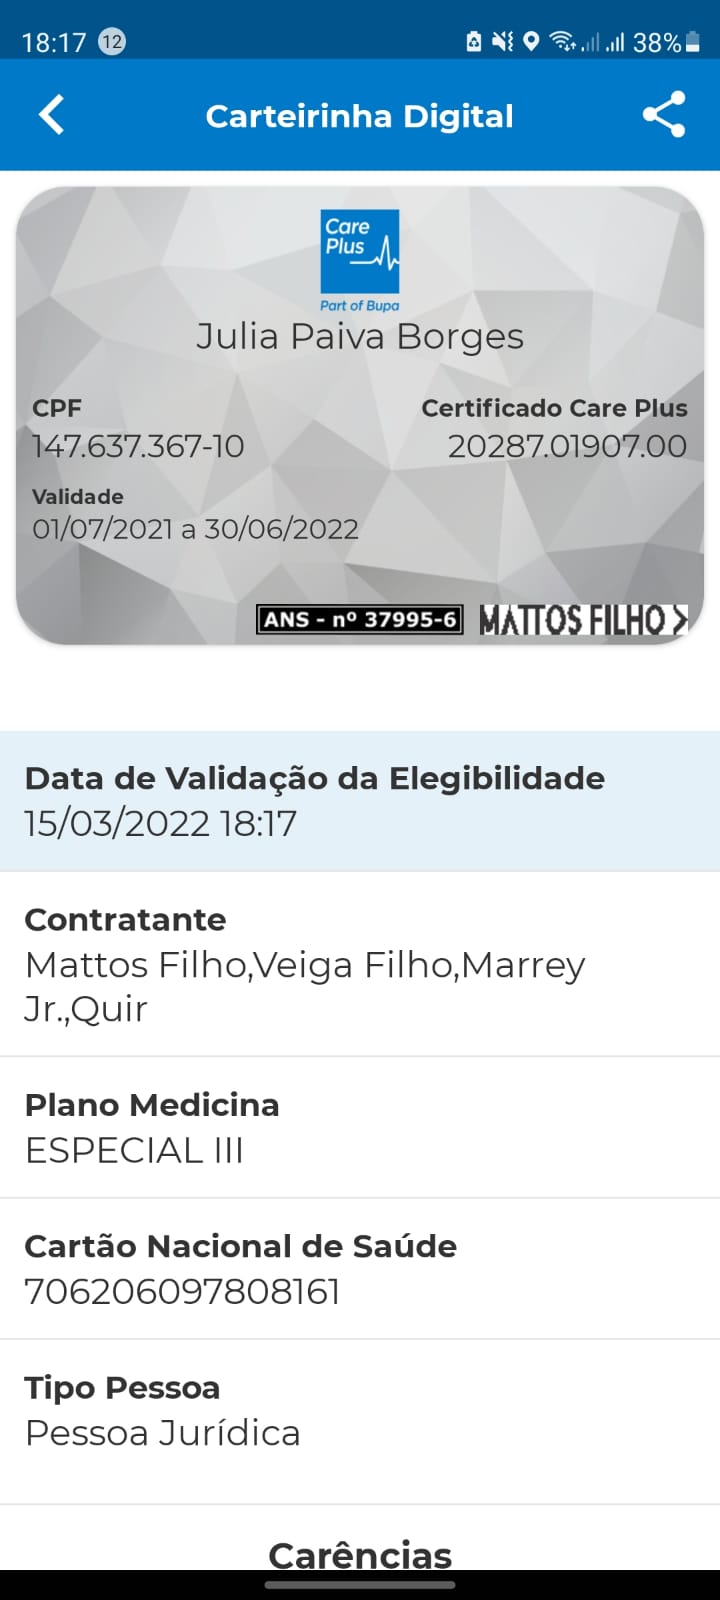 18:17 12 38%
Carteirinha Digital
Care
Plus
Part of Bupa
Julia Paiva Borges
CPF Certificado Care Plus
147.637.367-10 20287.01907.00
Validade
01/07/2021 a 30/06/2022
ANS - nº 37995-6 MATTOS FILHO
Data de Validação da Elegibilidade
15/03/2022 18:17
Contratante
Mattos Filho,Veiga Filho,Marrey
Jr.,Quir
Plano Medicina
ESPECIAL III
Cartão Nacional de Saúde
706206097808161
Tipo Pessoa
Pessoa Jurídica
Carências